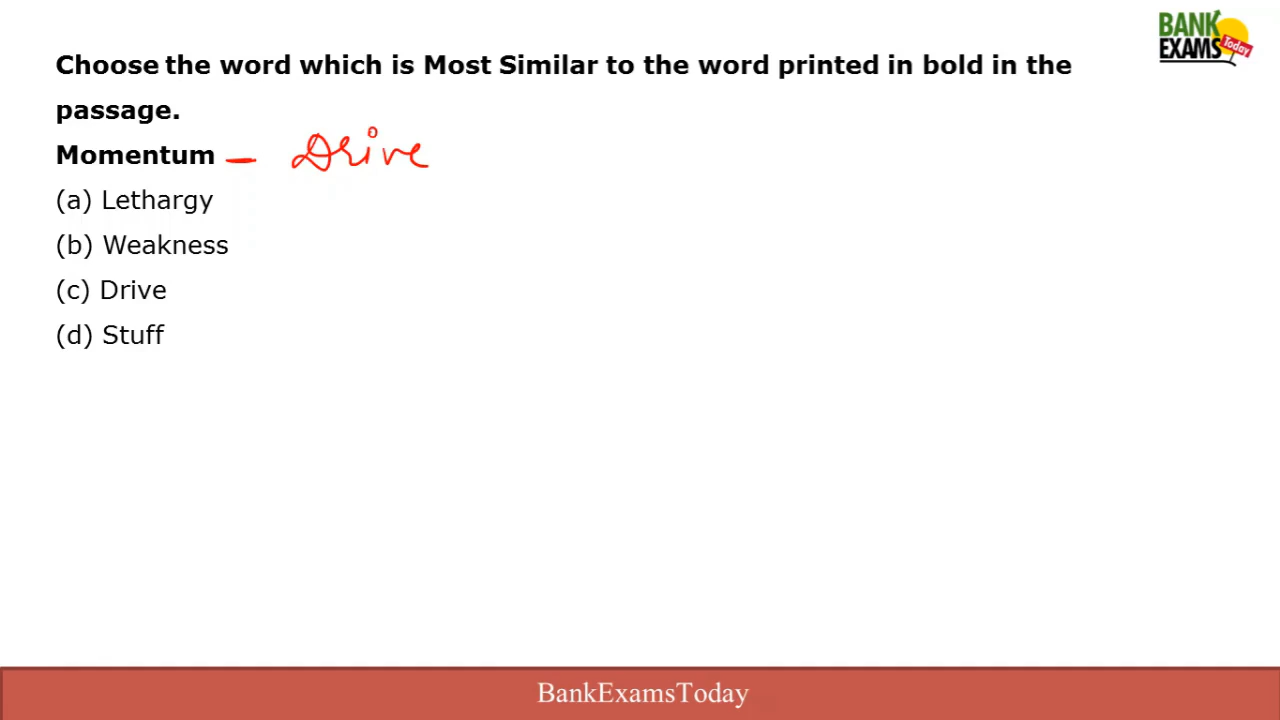 BANK
EXAMS Today
Choose the word which is Most Similar to the word printed in bold in the
passage.
Momentum – Drive
(a) Lethargy
(b) Weakness
(c) Drive
(d) Stuff
BankExamsToday